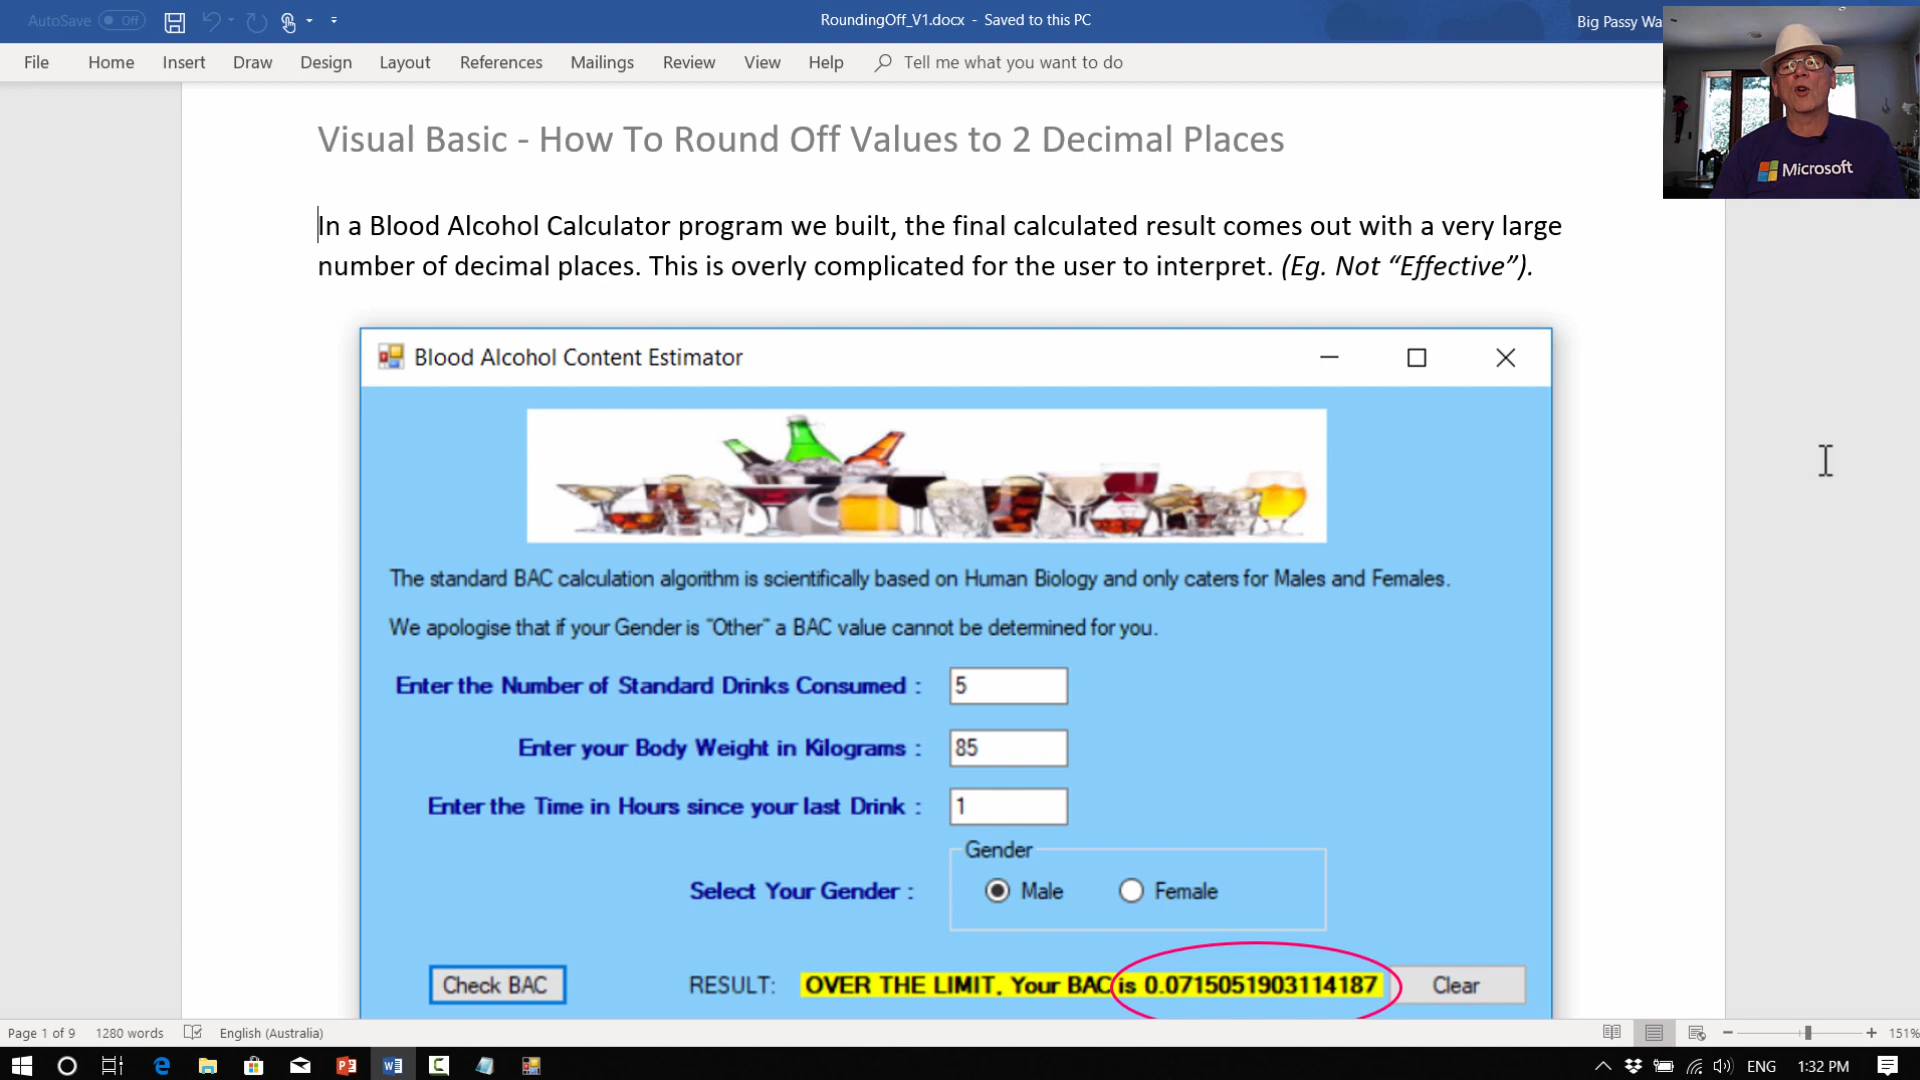 AutoSave Off
RoundingOff_V1.docx - Saved to this PC
Big Passy Wa
File Home Insert Draw Design Layout References Mailings Review View Help Tell me what you want to do
Microsoft
Visual Basic - How To Round Off Values to 2 Decimal Places
In a Blood Alcohol Calculator program we built, the final calculated result comes out with a very large
number of decimal places. This is overly complicated for the user to interpret. (Eg. Not “Effective”).
Blood Alcohol Content Estimator
The standard BAC calculation algorithm is scientifically based on Human Biology and only caters for Males and Females.
We apologise that if your Gender is "Other" a BAC value cannot be determined for you.
Enter the Number of Standard Drinks Consumed : 5
Enter your Body Weight in Kilograms : 85
Enter the Time in Hours since your last Drink : 1
Gender
Select Your Gender : Male Female
Check BAC RESULT: OVER THE LIMIT, Your BAC is 0.0715051903114187 Clear
Page 1 of 9 1280 words English (Australia) 151%
ENG 1:32 PM